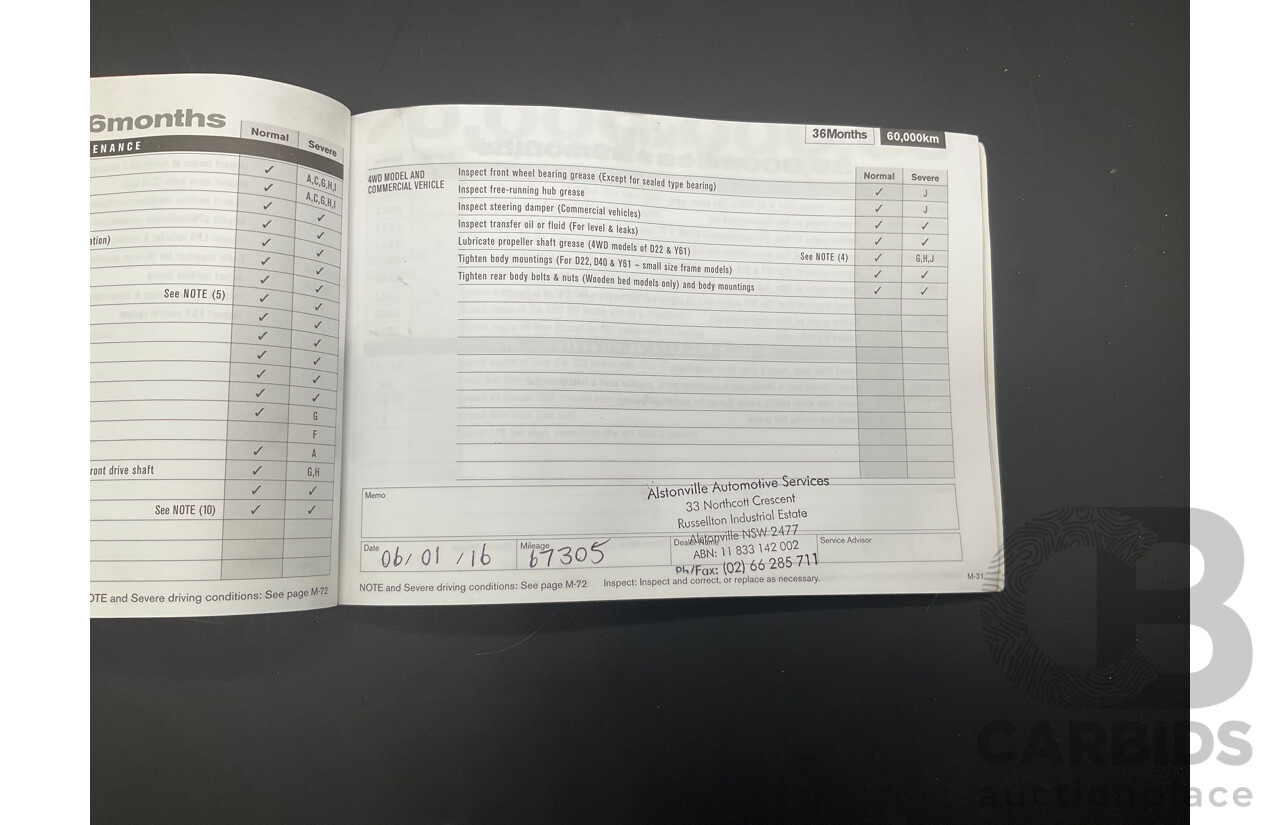 6months
Normal
Severe
ENANCE
✓ A,C,G,H,I
✓ A,C,G,H,I
✓ ✓
✓ ✓
ation) ✓ ✓
✓ ✓
✓ ✓
See NOTE (5) ✓ ✓
✓ ✓
✓ ✓
✓ ✓
✓ ✓
✓ G
F
✓ A
ront drive shaft ✓ G,H
✓ ✓
See NOTE (10) ✓ ✓
OTE and Severe driving conditions: See page M-72
36Months 60,000km
Normal Severe
4WD MODEL AND
COMMERCIAL VEHICLE
Inspect front wheel bearing grease (Except for sealed type bearing) ✓ J
Inspect free-running hub grease ✓ J
Inspect steering damper (Commercial vehicles) ✓ ✓
Inspect transfer oil or fluid (For level & leaks) ✓ ✓
Lubricate propeller shaft grease (4WD models of D22 & Y61) See NOTE (4) ✓ G,H,J
Tighten body mountings (For D22, D40 & Y61 – small size frame models) ✓ ✓
Tighten rear body bolts & nuts (Wooden bed models only) and body mountings ✓ ✓
Memo
Alstonville Automotive Services
33 Northcott Crescent
Russellton Industrial Estate
Alstonville NSW 2477
ABN: 11 833 142 002
Ph/Fax: (02) 66 285 711
Date 06/01/16
Mileage 67305
Dealer Name
Service Advisor
NOTE and Severe driving conditions: See page M-72 Inspect: Inspect and correct, or replace as necessary.
M-31
CB
CARBIDS
auctionplace